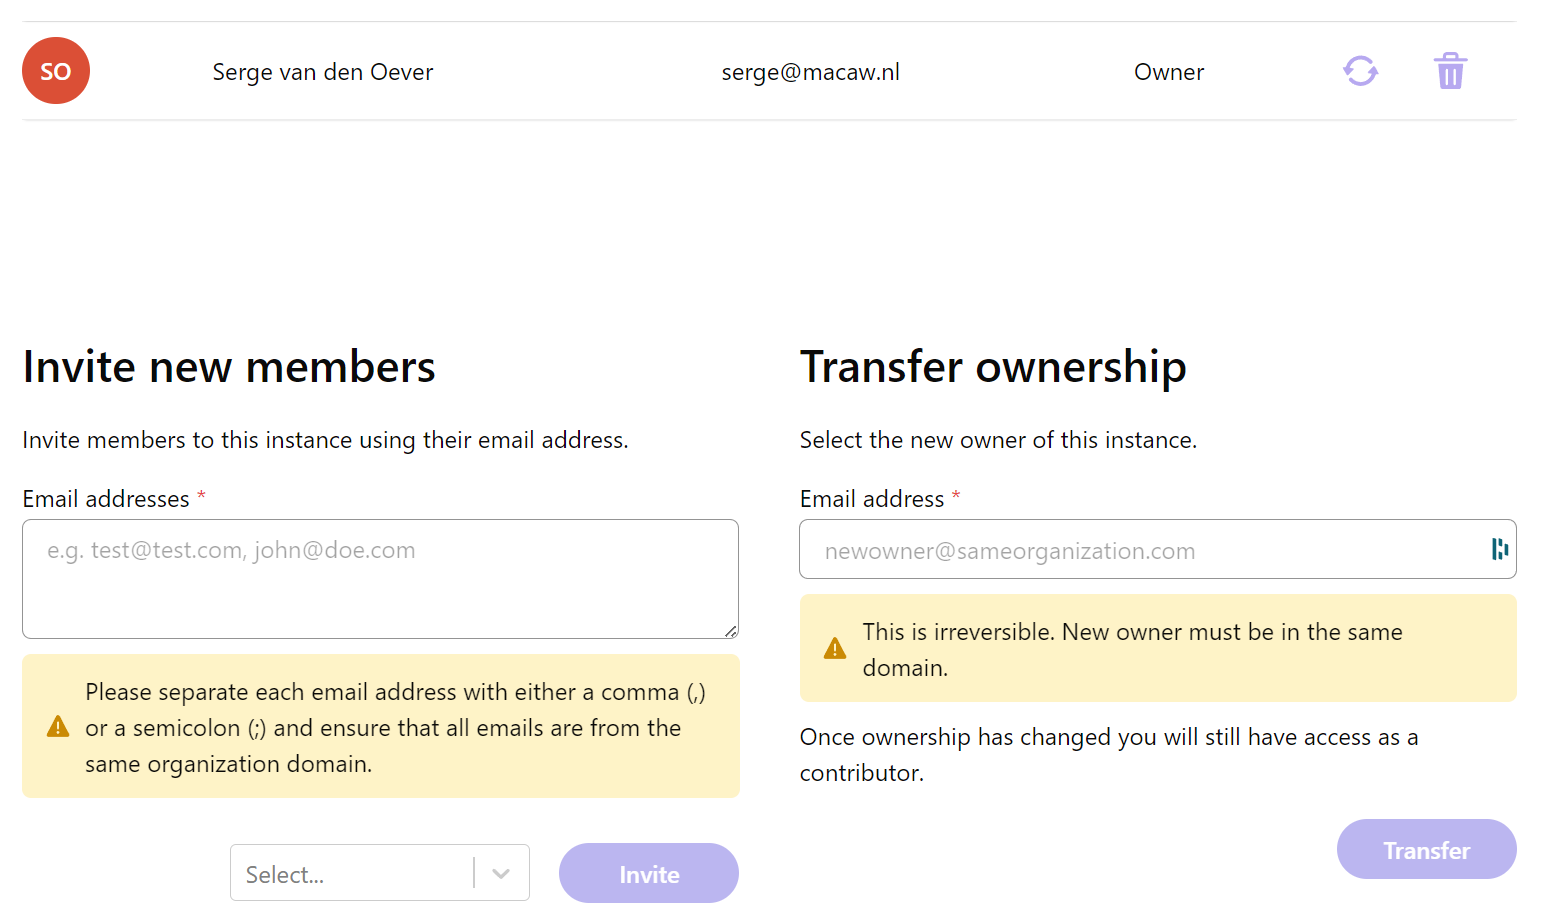 SO Serge van den Oever serge@macaw.nl Owner
Invite new members
Invite members to this instance using their email address.
Email addresses *
e.g. test@test.com, john@doe.com
Please separate each email address with either a comma (,)
or a semicolon (;) and ensure that all emails are from the
same organization domain.
Select...
Invite
Transfer ownership
Select the new owner of this instance.
Email address *
newowner@sameorganization.com
This is irreversible. New owner must be in the same
domain.
Once ownership has changed you will still have access as a
contributor.
Transfer